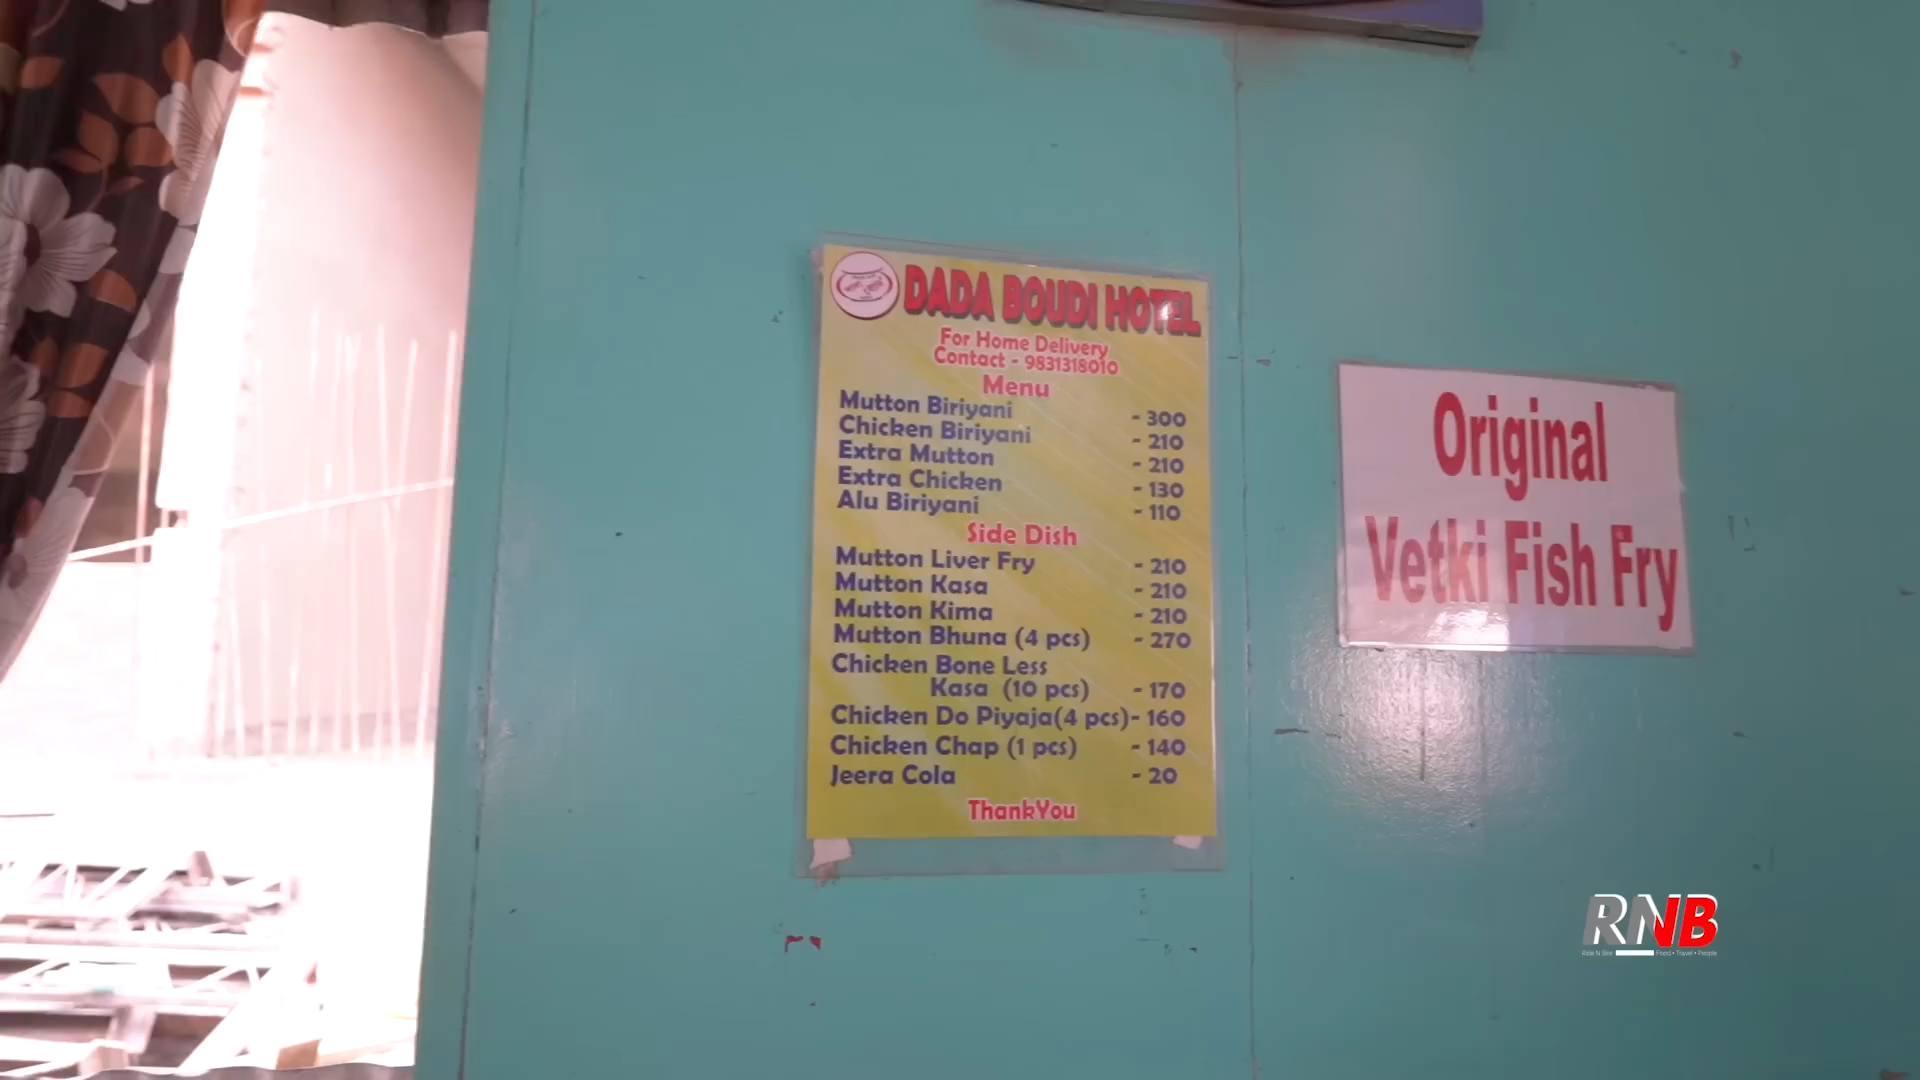 DADA BOUDI HOTEL
For Home Delivery
Contact - 9831318010
Menu
Mutton Biriyani - 300
Chicken Biriyani - 210
Extra Mutton - 210
Extra Chicken - 130
Alu Biriyani - 110
Side Dish
Mutton Liver Fry - 210
Mutton Kasa - 210
Mutton Kima - 210
Mutton Bhuna (4 pcs) - 270
Chicken Bone Less
Kasa (10 pcs) - 170
Chicken Do Piyaja(4 pcs)- 160
Chicken Chap (1 pcs) - 140
Jeera Cola - 20
ThankYou
Original
Vetki Fish Fry
RNB
Food • Travel • People